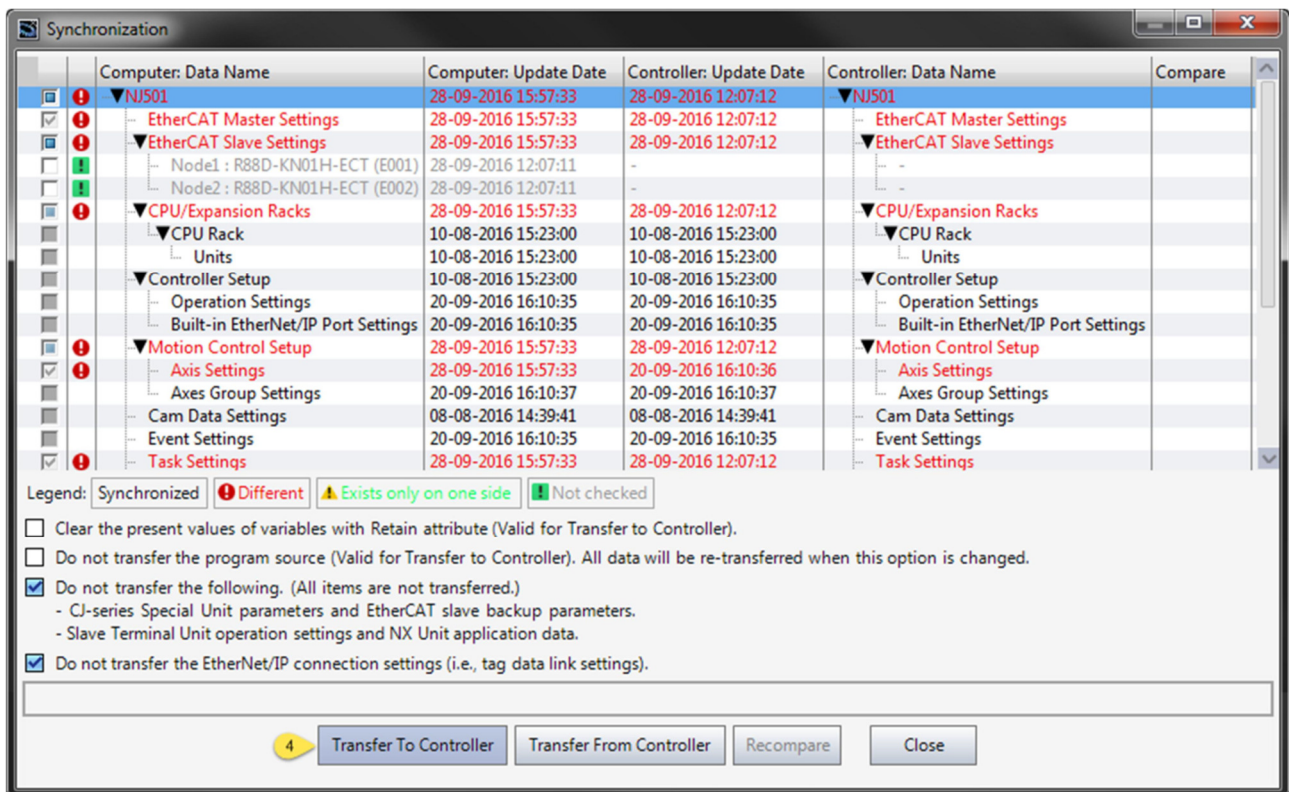 Synchronization
Computer: Data Name Computer: Update Date Controller: Update Date Controller: Data Name Compare
▼NJ501 28-09-2016 15:57:33 28-09-2016 12:07:12 ▼NJ501
EtherCAT Master Settings 28-09-2016 15:57:33 28-09-2016 12:07:12 EtherCAT Master Settings
▼EtherCAT Slave Settings 28-09-2016 15:57:33 28-09-2016 12:07:12 ▼EtherCAT Slave Settings
Node1 : R88D-KN01H-ECT (E001) 28-09-2016 12:07:11 - -
Node2 : R88D-KN01H-ECT (E002) 28-09-2016 12:07:11 - -
▼CPU/Expansion Racks 28-09-2016 15:57:33 28-09-2016 12:07:12 ▼CPU/Expansion Racks
▼CPU Rack 10-08-2016 15:23:00 10-08-2016 15:23:00 ▼CPU Rack
Units 10-08-2016 15:23:00 10-08-2016 15:23:00 Units
▼Controller Setup 10-08-2016 15:23:00 10-08-2016 15:23:00 ▼Controller Setup
Operation Settings 20-09-2016 16:10:35 20-09-2016 16:10:35 Operation Settings
Built-in EtherNet/IP Port Settings 20-09-2016 16:10:35 20-09-2016 16:10:35 Built-in EtherNet/IP Port Settings
▼Motion Control Setup 28-09-2016 15:57:33 28-09-2016 12:07:12 ▼Motion Control Setup
Axis Settings 28-09-2016 15:57:33 20-09-2016 16:10:36 Axis Settings
Axes Group Settings 20-09-2016 16:10:37 20-09-2016 16:10:37 Axes Group Settings
Cam Data Settings 08-08-2016 14:39:41 08-08-2016 14:39:41 Cam Data Settings
Event Settings 20-09-2016 16:10:35 20-09-2016 16:10:35 Event Settings
Task Settings 28-09-2016 15:57:33 28-09-2016 12:07:12 Task Settings
Legend: Synchronized Different Exists only on one side Not checked
Clear the present values of variables with Retain attribute (Valid for Transfer to Controller).
Do not transfer the program source (Valid for Transfer to Controller). All data will be re-transferred when this option is changed.
Do not transfer the following. (All items are not transferred.)
- CJ-series Special Unit parameters and EtherCAT slave backup parameters.
- Slave Terminal Unit operation settings and NX Unit application data.
Do not transfer the EtherNet/IP connection settings (i.e., tag data link settings).
4 Transfer To Controller Transfer From Controller Recompare Close